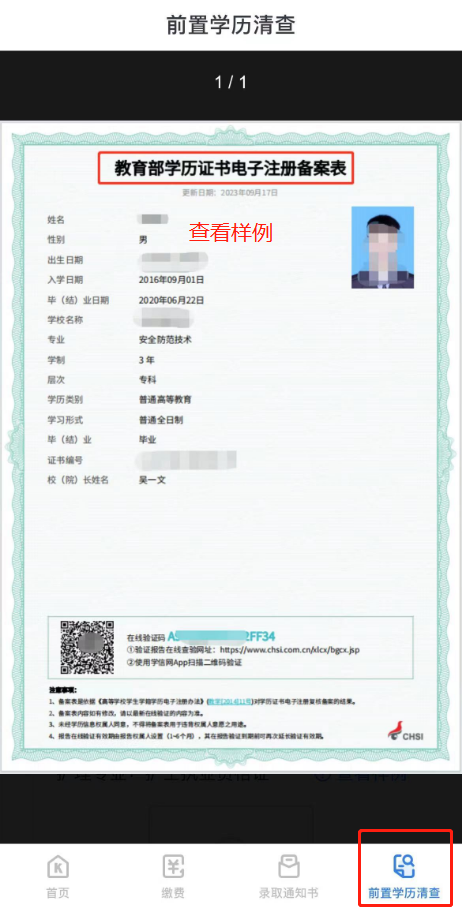 前置学历清查
1 / 1
教育部学历证书电子注册备案表
更新日期：2023年09月17日
查看样例
姓名
性别 男
出生日期
入学日期 2016年09月01日
毕（结）业日期 2020年06月22日
学校名称
专业 安全防范技术
学制 3 年
层次 专科
学历类别 普通高等教育
学习形式 普通全日制
毕（结）业 毕业
证书编号
校（院）长姓名 吴一文
在线验证码 A FF34
①验证报告在线查验网址：https://www.chsi.com.cn/xlcx/bgcx.jsp
②使用学信网App扫描二维码验证
注意事项：
1、备案表是依据《高等学校学生学籍学历电子注册办法》(教学[2014]11号)对学历证书电子注册复核备案的结果。
2、备案表内容如有修改，请以最新在线验证的内容为准。
3、未经学历信息权属人同意，不得将备案表用于违背权属人意愿之用途。
4、报告在线验证有效期由报告权属人设置（1~6个月），其在报告验证到期前可再次延长验证有效期。
CHSI
首页
缴费
录取通知书
前置学历清查